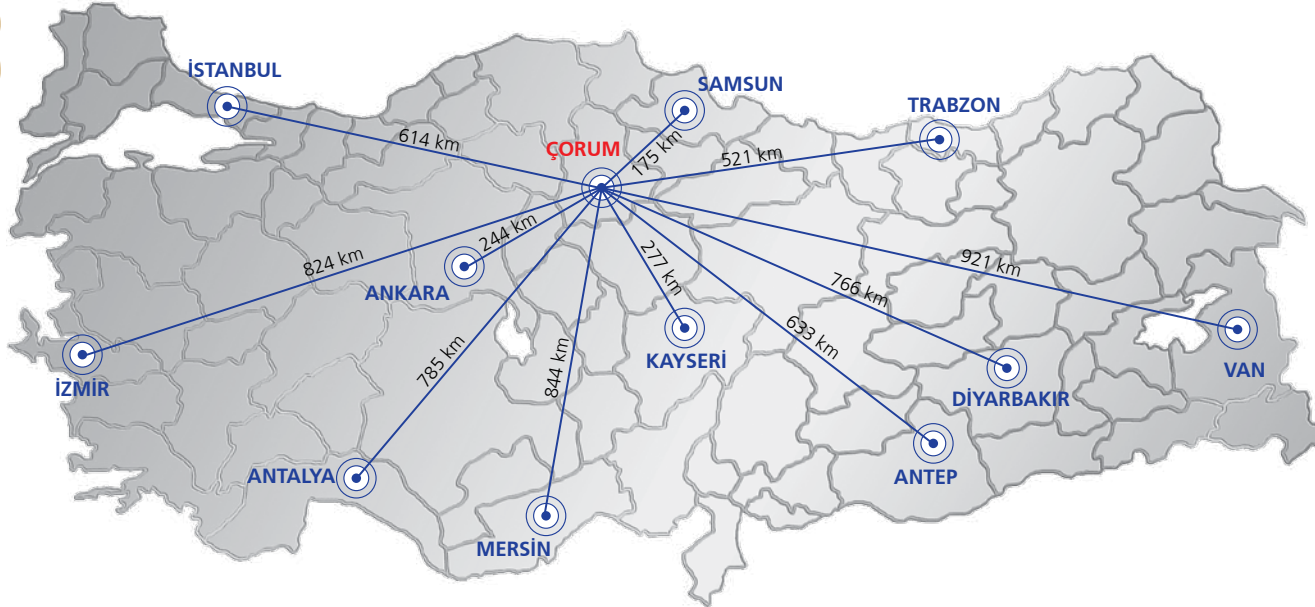 İSTANBUL
SAMSUN
TRABZON
614 km
ÇORUM
175 km
521 km
244 km
824 km
277 km
921 km
766 km
ANKARA
633 km
785 km
844 km
KAYSERİ
VAN
İZMİR
DİYARBAKIR
ANTALYA
ANTEP
MERSİN